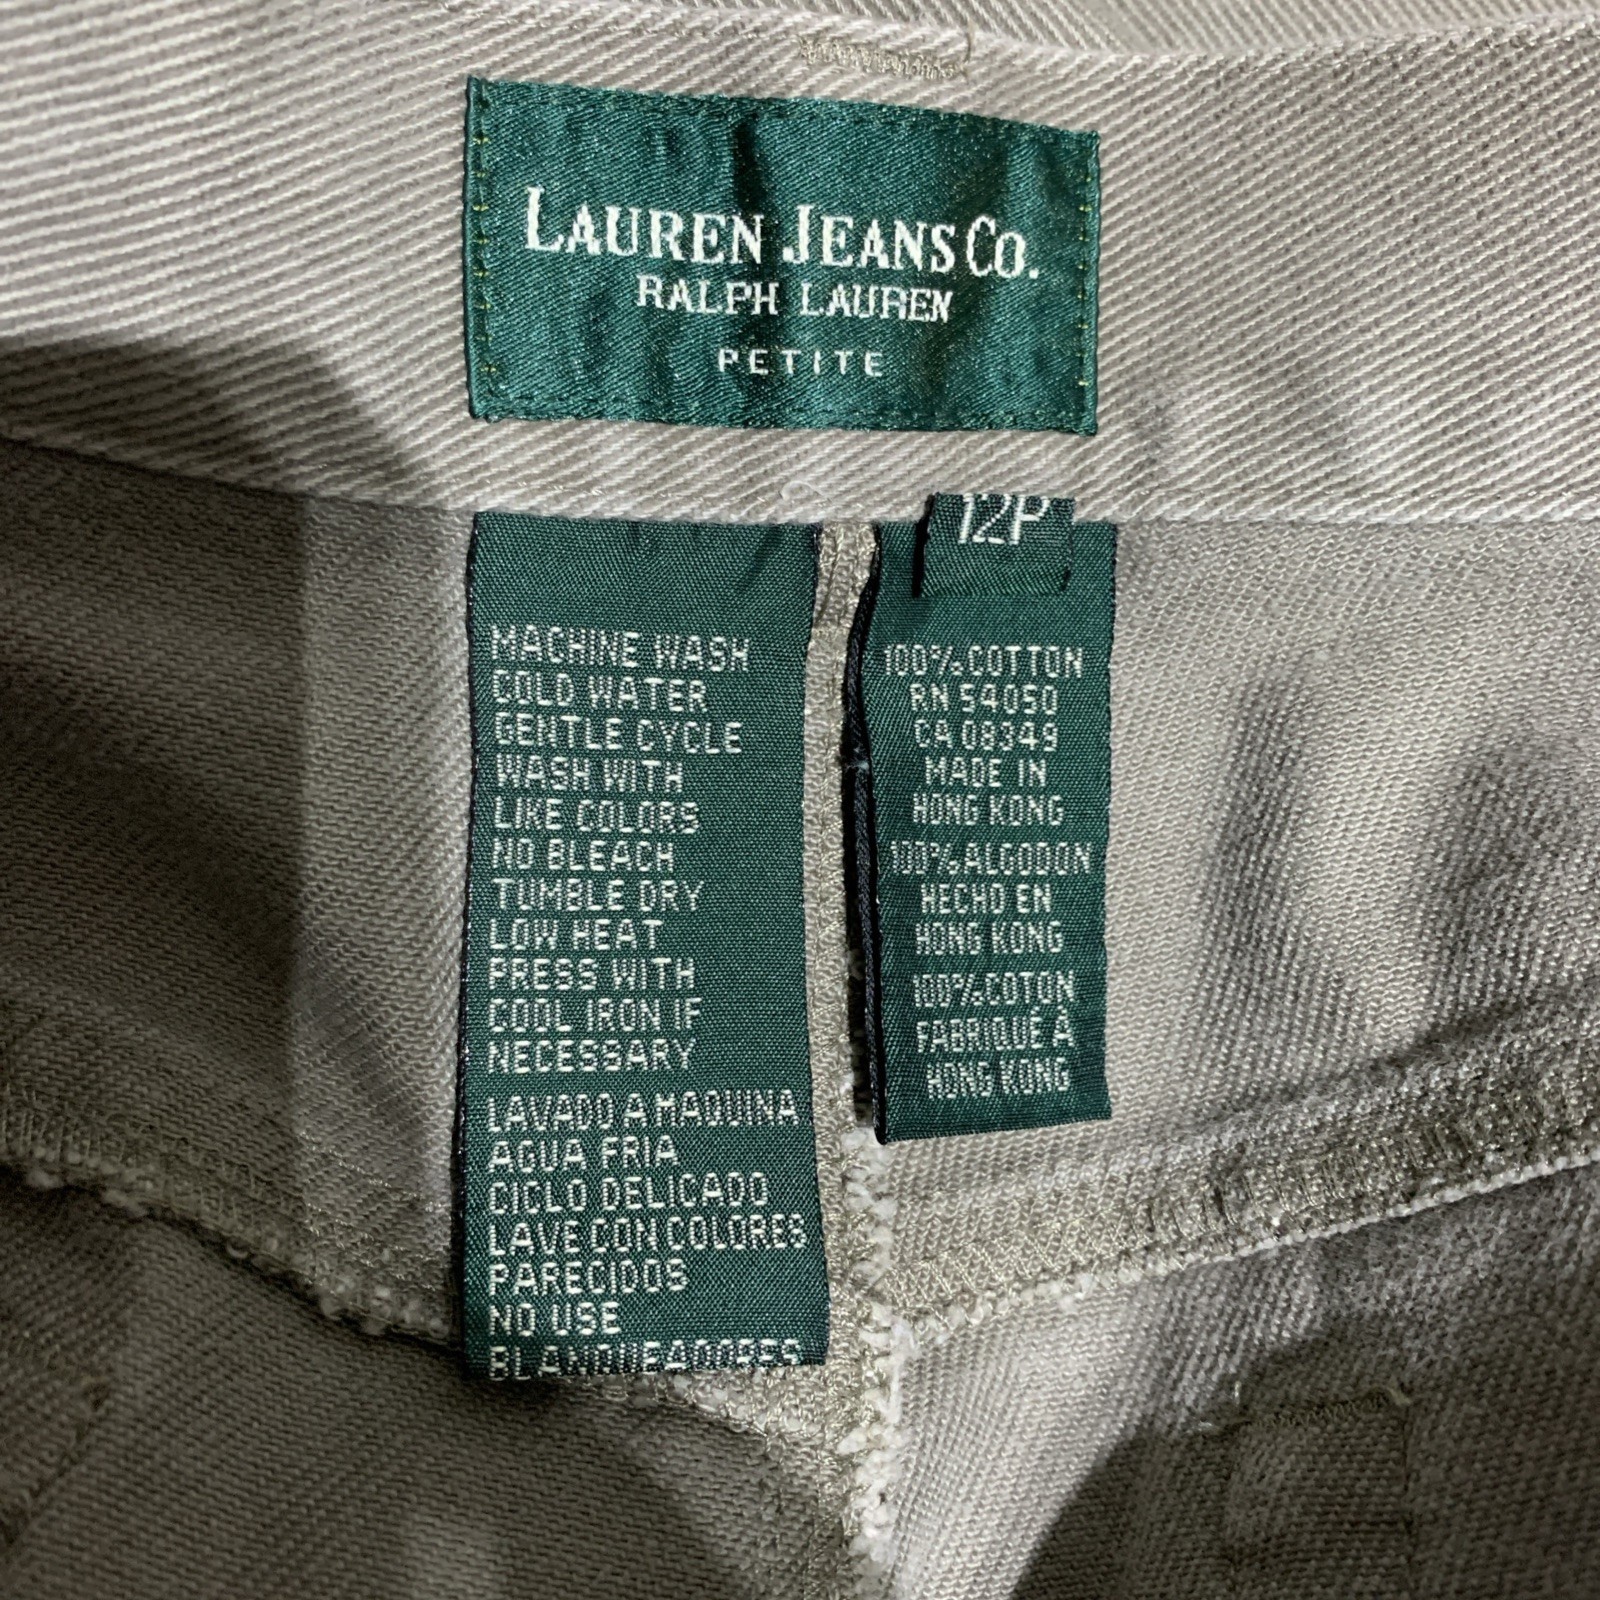 LAUREN JEANS CO.
RALPH LAUREN
PETITE
MACHINE WASH
COLD WATER
GENTLE CYCLE
WASH WITH
LIKE COLORS
NO BLEACH
TUMBLE DRY
LOW HEAT
PRESS WITH
COOL IRON IF
NECESSARY
LAVADO A MAQUINA
AGUA FRIA
CICLO DELICADO
LAVE CON COLORES
PARECIDOS
NO USE
BLANQUEADORES
12P
100% COTTON
RN 54050
CA 08349
MADE IN
HONG KONG
100% ALGODON
HECHO EN
HONG KONG
100% COTON
FABRIQUÉ À
HONG KONG